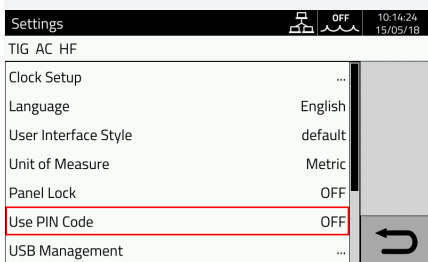 Settings
OFF
10:14:24
15/05/18
TIG AC HF
Clock Setup ...
Language English
User Interface Style default
Unit of Measure Metric
Panel Lock OFF
Use PIN Code OFF
USB Management ...